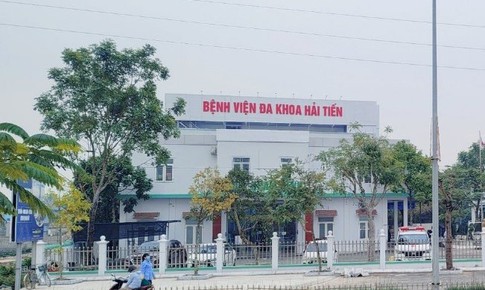 BỆNH VIỆN ĐA KHOA HẢI TIẾN